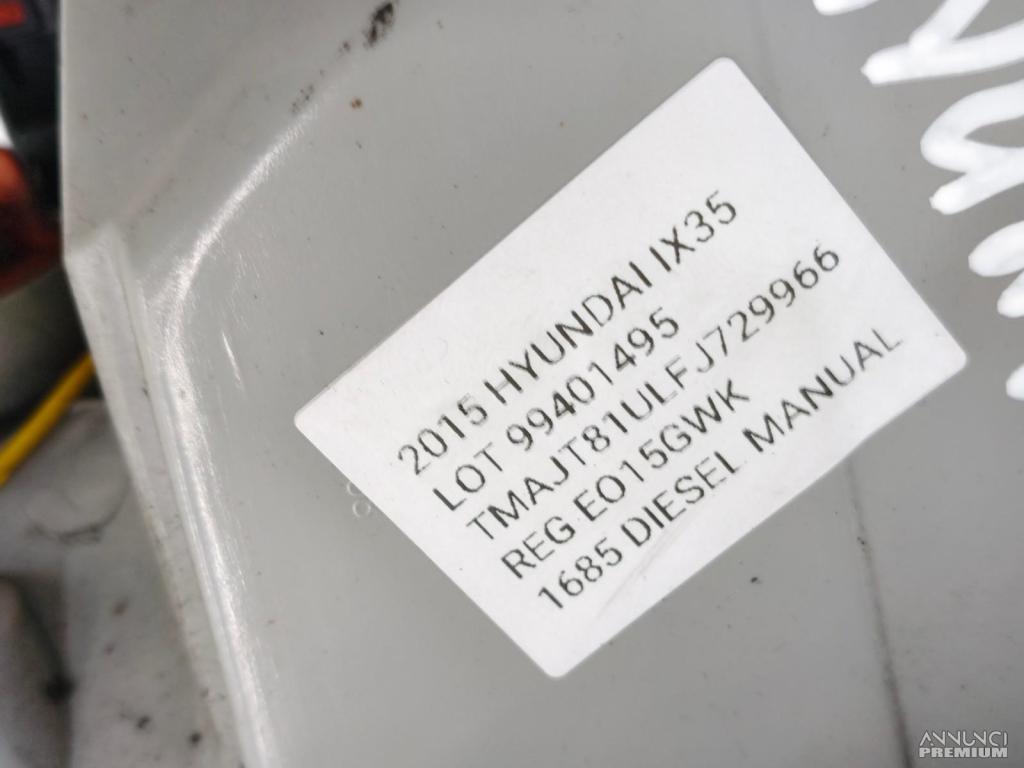 2015 HYUNDAI IX35
LOT 99401495
TMAJT81ULFJ729966
REG EO15GWK
1685 DIESEL MANUAL
ANNUNCI
PREMIUM